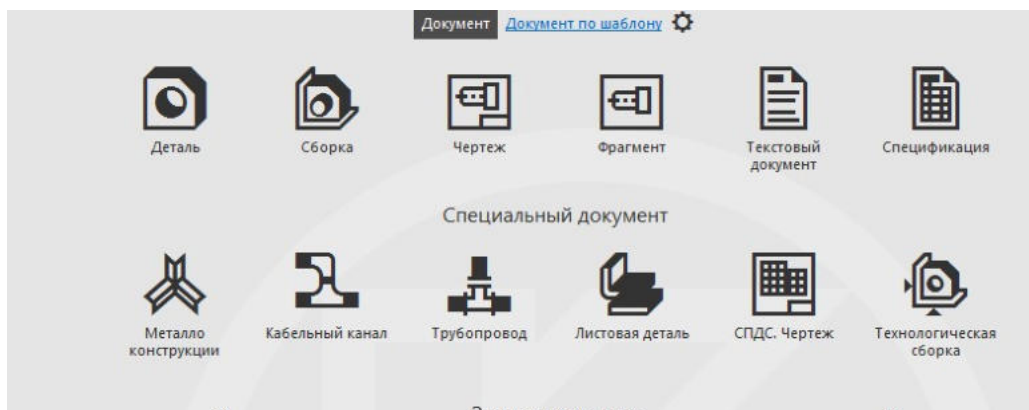 Документ Документ по шаблону
Деталь Сборка Чертеж Фрагмент Текстовый документ Спецификация
Специальный документ
Металло конструкции Кабельный канал Трубопровод Листовая деталь СПДС. Чертеж Технологическая сборка